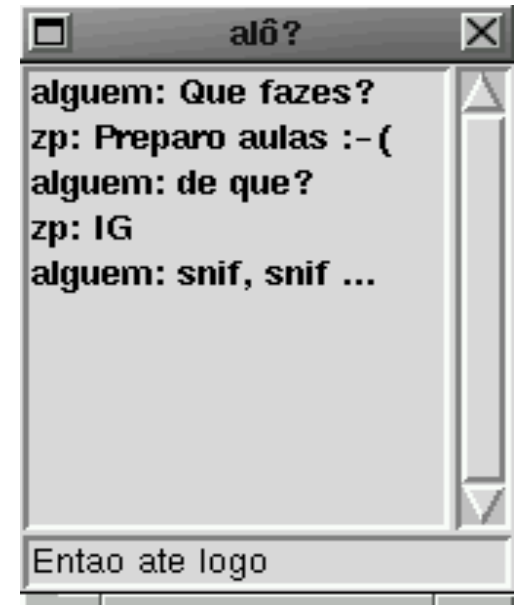 alô?
alguem: Que fazes?
zp: Preparo aulas :-(
alguem: de que?
zp: IG
alguem: snif, snif ...
Entao ate logo